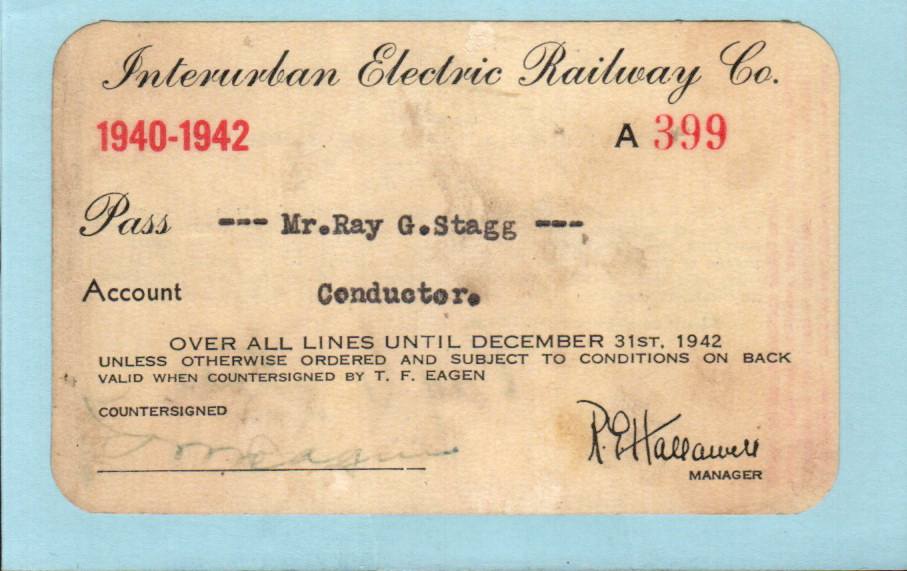 Interurban Electric Railway Co.
1940-1942 A 399
Pass --- Mr.Ray G.Stagg ---
Account Conductor.
OVER ALL LINES UNTIL DECEMBER 31ST, 1942
UNLESS OTHERWISE ORDERED AND SUBJECT TO CONDITIONS ON BACK
VALID WHEN COUNTERSIGNED BY T. F. EAGEN
COUNTERSIGNED
R.E. Hallawell
MANAGER